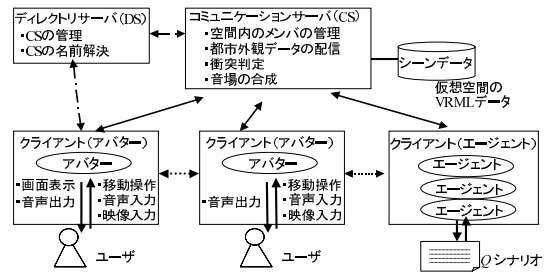 ディレクトリサーバ(DS)
・CSの管理
・CSの名前解決
コミュニケーションサーバ(CS)
・空間内のメンバの管理
・都市外観データの配信
・衝突判定
・音場の合成
シーンデータ
仮想空間の
VRMLデータ
クライアント(アバター)
アバター
・画面表示
・音声出力
・移動操作
・音声入力
・映像入力
ユーザ
クライアント(アバター)
アバター
・音声出力
・移動操作
・音声入力
・映像入力
ユーザ
クライアント(エージェント)
エージェント
エージェント
エージェント
Qシナリオ